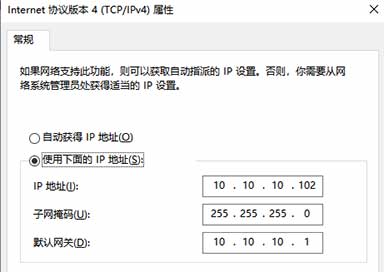 Internet 协议版本 4 (TCP/IPv4) 属性
常规
如果网络支持此功能，则可以获取自动指派的 IP 设置。否则，你需要从网
络系统管理员处获得适当的 IP 设置。
自动获得 IP 地址(O)
使用下面的 IP 地址(S):
IP 地址(I): 10 . 10 . 10 . 102
子网掩码(U): 255 . 255 . 255 . 0
默认网关(D): 10 . 10 . 10 . 1